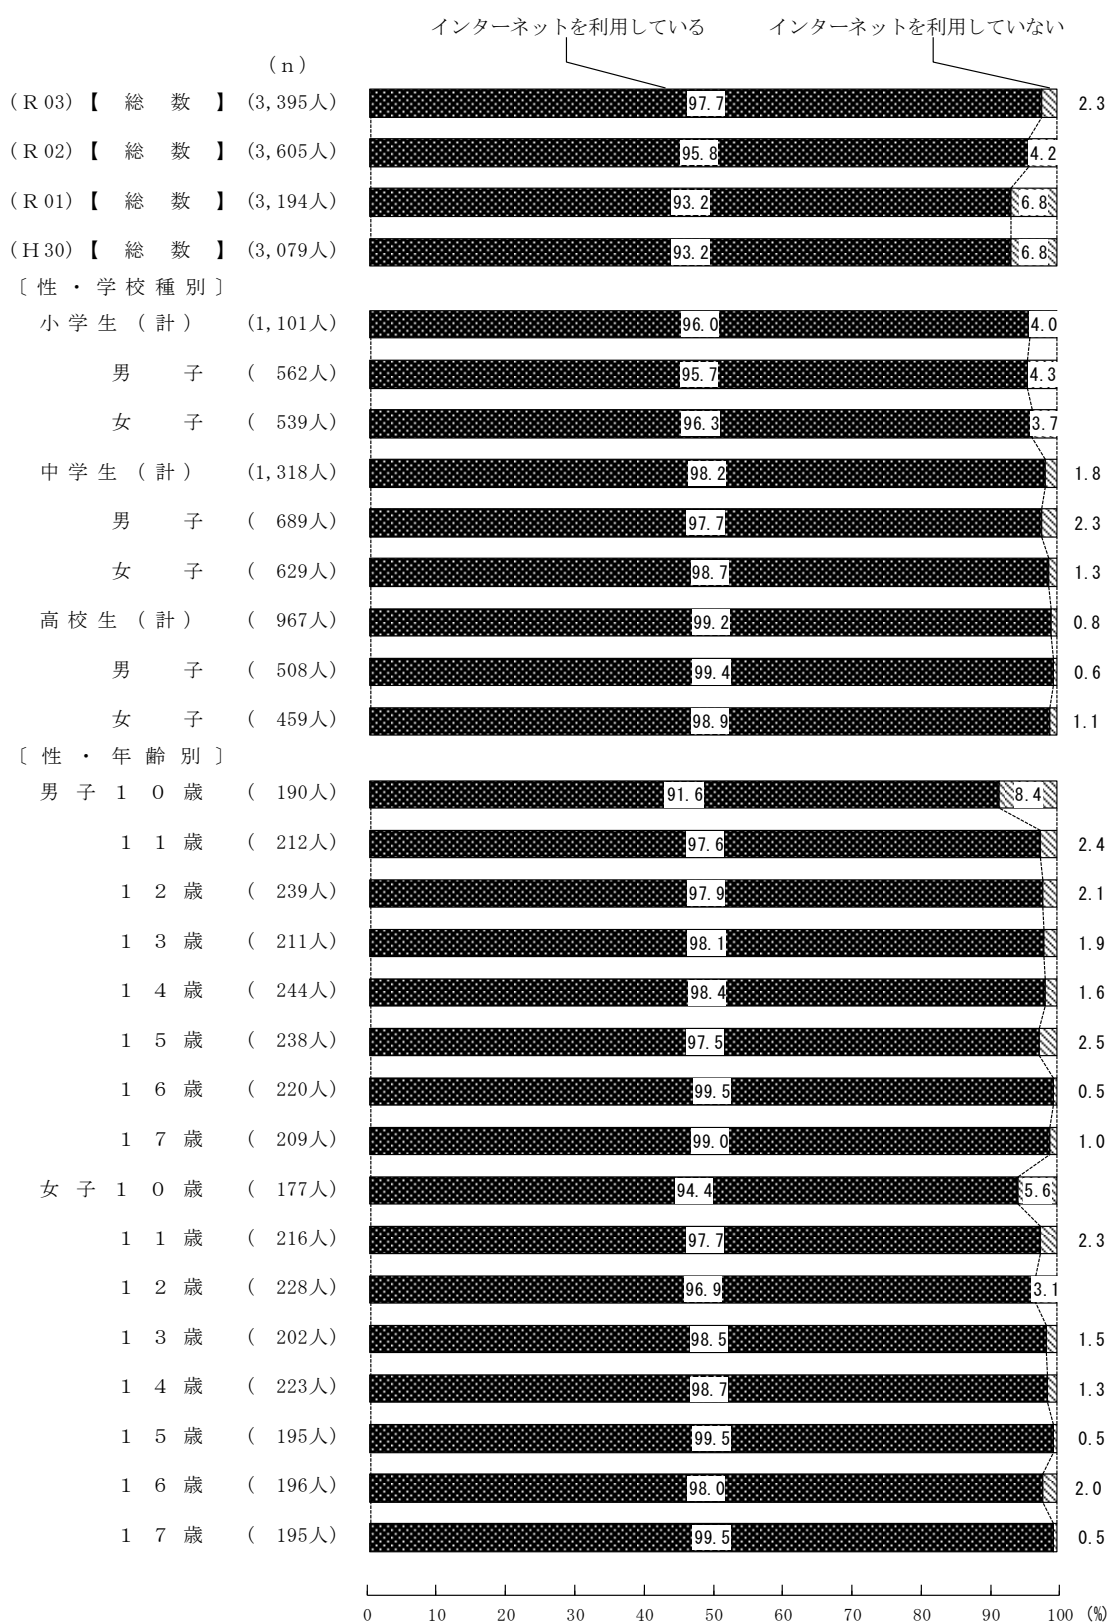 インターネットを利用している　インターネットを利用していない
(n)
(R03)【　総　数　】(3,395人) 97.7 2.3
(R02)【　総　数　】(3,605人) 95.8 4.2
(R01)【　総　数　】(3,194人) 93.2 6.8
(H30)【　総　数　】(3,079人) 93.2 6.8
〔性・学校種別〕
小学生(計) (1,101人) 96.0 4.0
男　子 ( 562人) 95.7 4.3
女　子 ( 539人) 96.3 3.7
中学生(計) (1,318人) 98.2 1.8
男　子 ( 689人) 97.7 2.3
女　子 ( 629人) 98.7 1.3
高校生(計) ( 967人) 99.2 0.8
男　子 ( 508人) 99.4 0.6
女　子 ( 459人) 98.9 1.1
〔性・年齢別〕
男子10歳 ( 190人) 91.6 8.4
11歳 ( 212人) 97.6 2.4
12歳 ( 239人) 97.9 2.1
13歳 ( 211人) 98.1 1.9
14歳 ( 244人) 98.4 1.6
15歳 ( 238人) 97.5 2.5
16歳 ( 220人) 99.5 0.5
17歳 ( 209人) 99.0 1.0
女子10歳 ( 177人) 94.4 5.6
11歳 ( 216人) 97.7 2.3
12歳 ( 228人) 96.9 3.1
13歳 ( 202人) 98.5 1.5
14歳 ( 223人) 98.7 1.3
15歳 ( 195人) 99.5 0.5
16歳 ( 196人) 98.0 2.0
17歳 ( 195人) 99.5 0.5
0 10 20 30 40 50 60 70 80 90 100 (%)